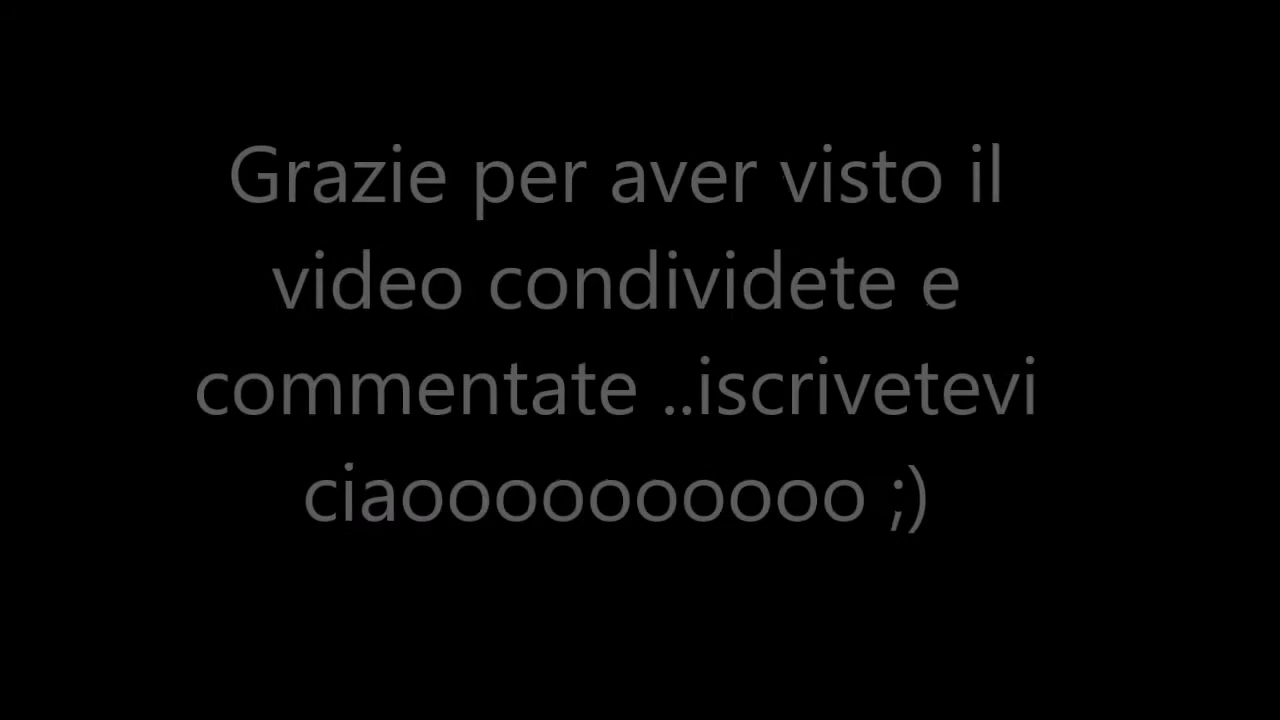 Grazie per aver visto il
video condividete e
commentate ..iscrivetevi
ciaoooooooooo ;)